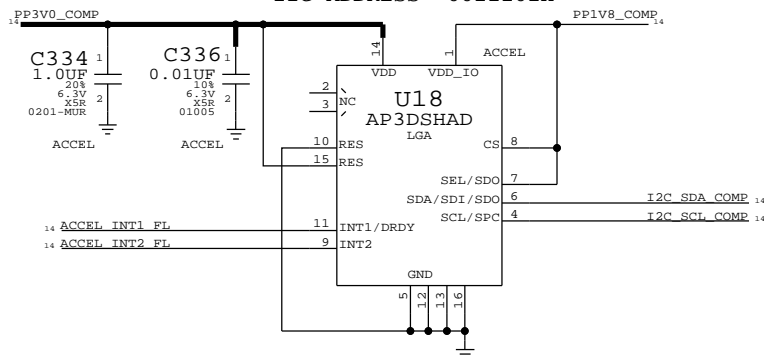 PP3V0_COMP
14
PP1V8_COMP
14
C334
1.0UF
20%
6.3V
X5R
0201-MUR
1
2
ACCEL
C336
0.01UF
10%
6.3V
X5R
01005
1
2
ACCEL
14
1
ACCEL
VDD
VDD_IO
2
3
NC
U18
AP3DSHAD
LGA
10 RES
15 RES
CS 8
SEL/SDO 7
SDA/SDI/SDO 6
I2C_SDA_COMP 14
SCL/SPC 4
I2C_SCL_COMP 14
14 ACCEL_INT1_FL
11 INT1/DRDY
14 ACCEL_INT2_FL
9 INT2
GND
5
12
13
16